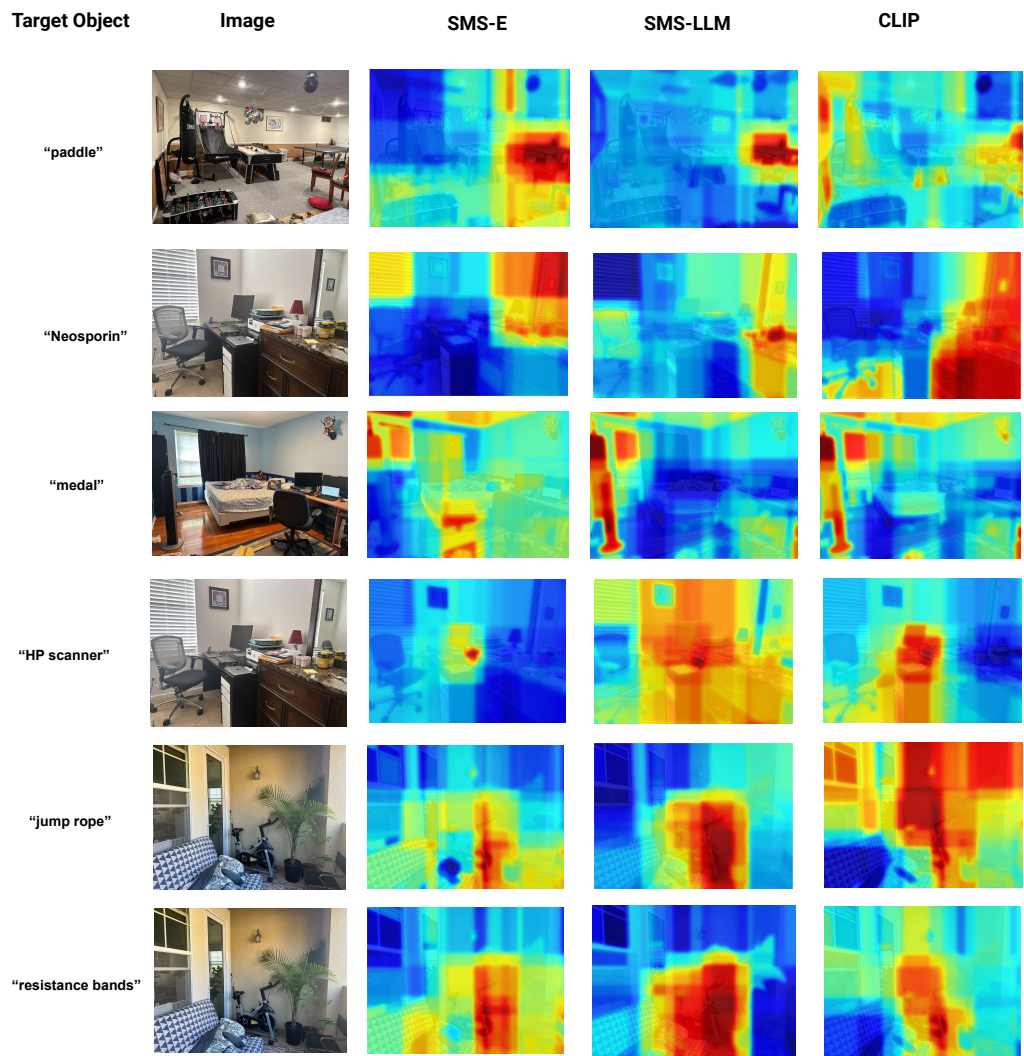 Target Object Image SMS-E SMS-LLM CLIP
“paddle”
“Neosporin”
“medal”
“HP scanner”
“jump rope”
“resistance bands”